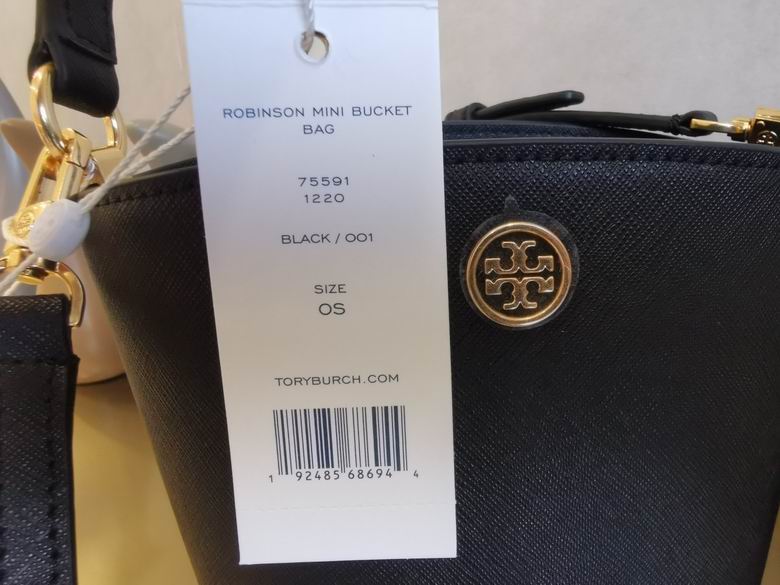 ROBINSON MINI BUCKET
BAG
75591
1220
BLACK / 001
SIZE
OS
TORYBURCH.COM
1 92485 68694 4